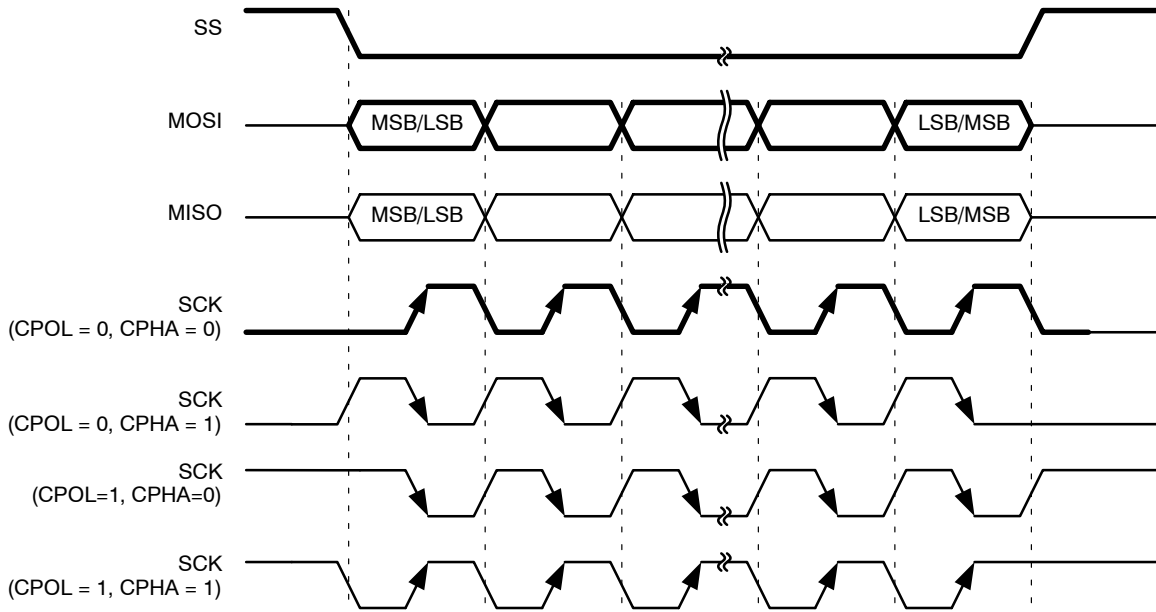 SS
MOSI
MSB/LSB
LSB/MSB
MISO
MSB/LSB
LSB/MSB
SCK
(CPOL = 0, CPHA = 0)
SCK
(CPOL = 0, CPHA = 1)
SCK
(CPOL=1, CPHA=0)
SCK
(CPOL = 1, CPHA = 1)